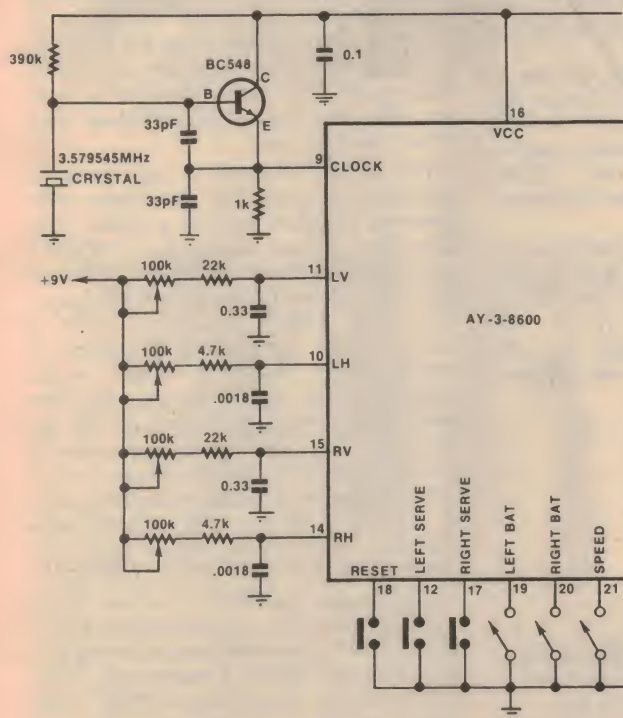 390k
BC548
C
B
E
0.1
33pF
16
VCC
3.579545MHz
CRYSTAL
9
CLOCK
33pF
1k
+9V
100k
22k
11
LV
0.33
AY-3-8600
100k
4.7k
10
LH
.0018
100k
22k
15
RV
0.33
100k
4.7k
14
RH
.0018
RESET
LEFT SERVE
RIGHT SERVE
LEFT BAT
RIGHT BAT
SPEED
18
12
17
19
20
21